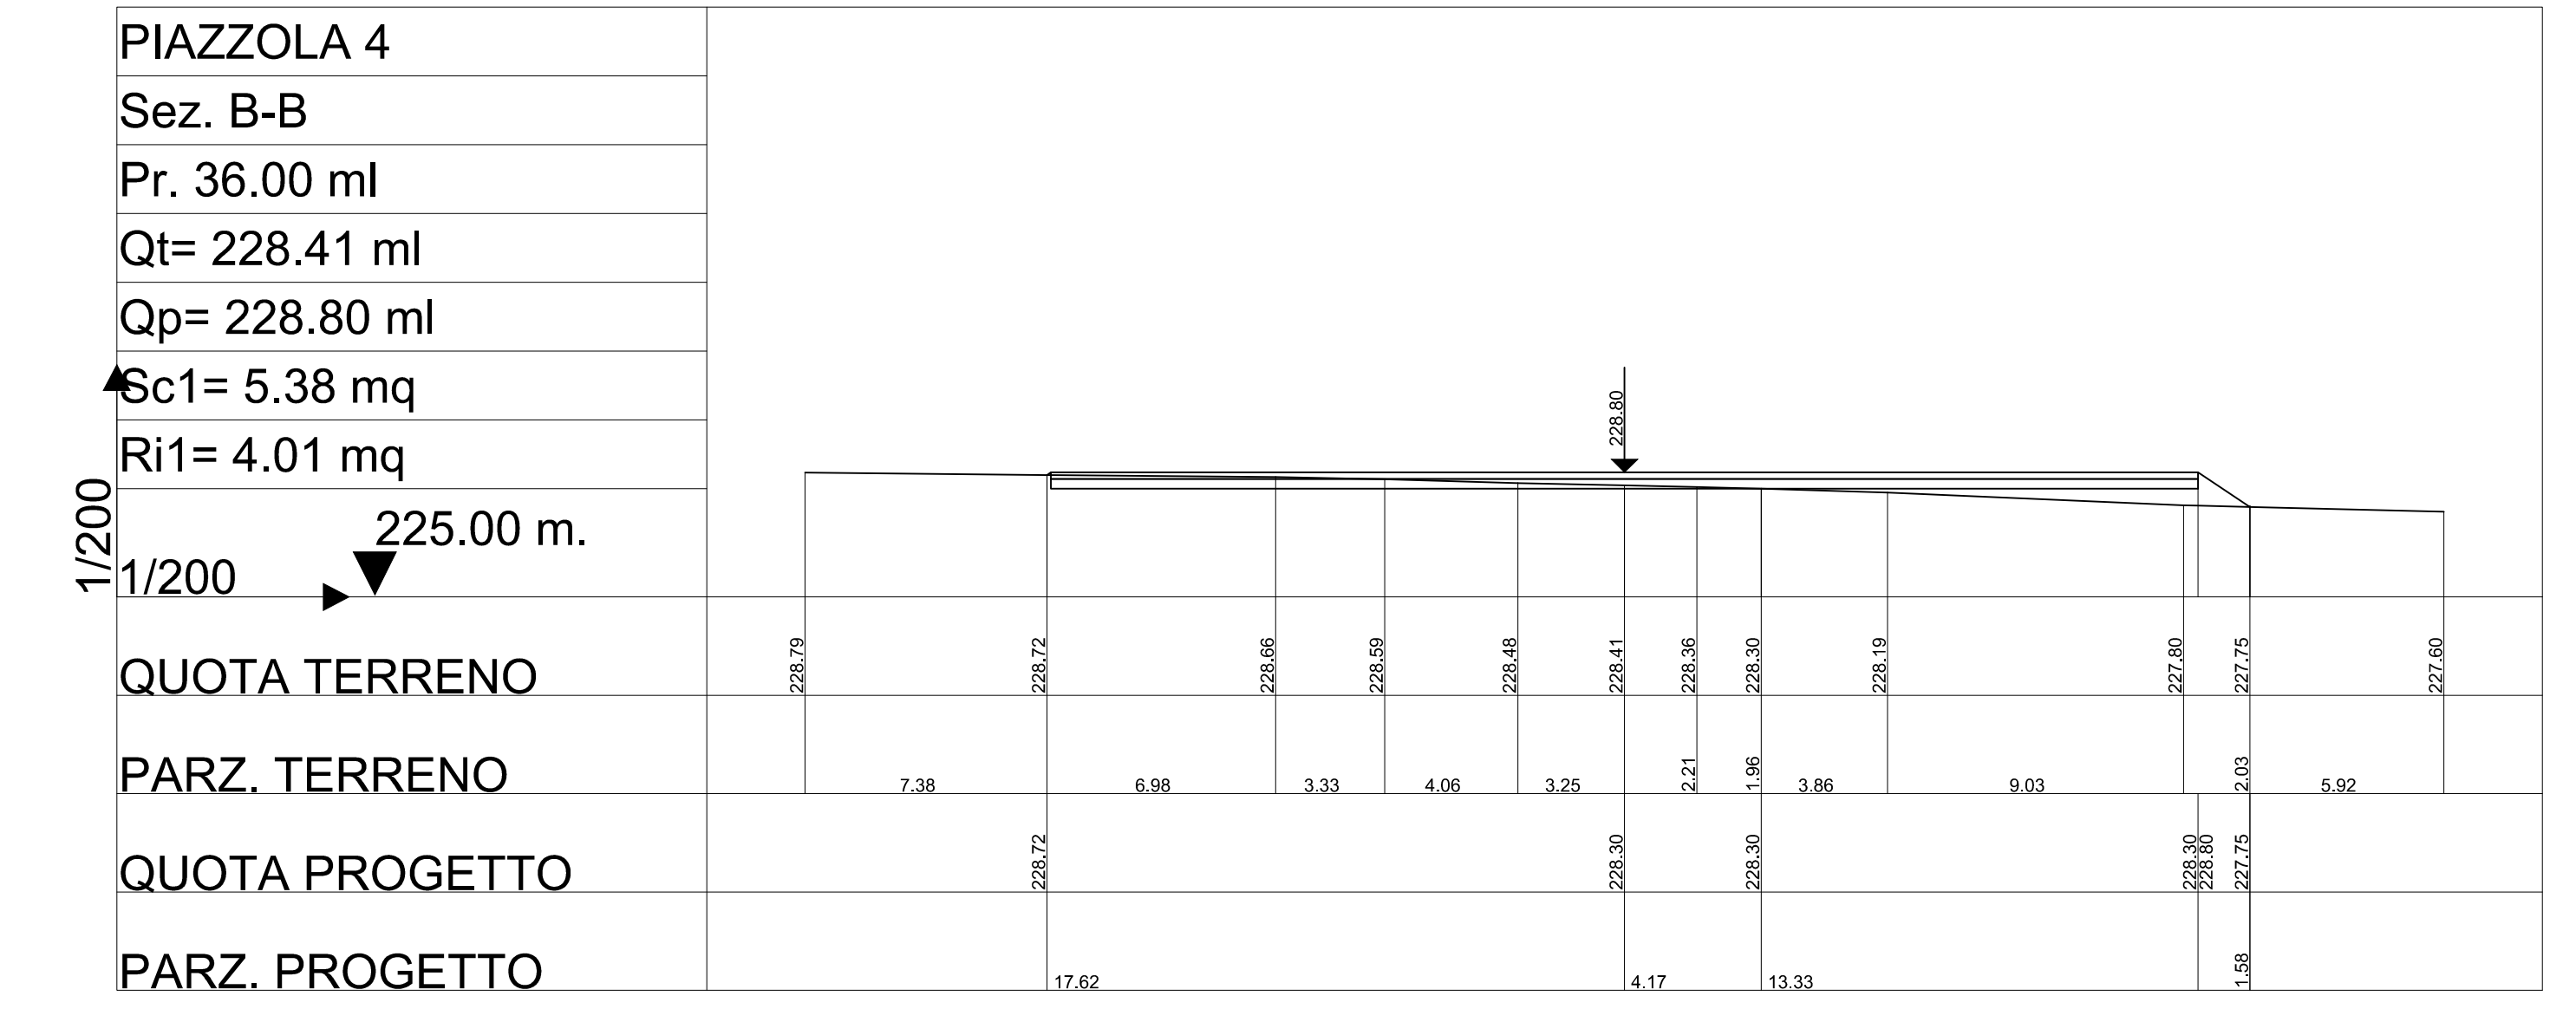 PIAZZOLA 4
Sez. B-B
Pr. 36.00 ml
Qt= 228.41 ml
Qp= 228.80 ml
Sc1= 5.38 mq
Ri1= 4.01 mq
225.00 m.
1/200
1/200
228.80
QUOTA TERRENO 228.79 228.72 228.66 228.59 228.48 228.41 228.36 228.30 228.19 227.80 227.75 227.60
PARZ. TERRENO 7.38 6.98 3.33 4.06 3.25 2.21 1.96 3.86 9.03 2.03 5.92
QUOTA PROGETTO 228.72 228.30 228.30 228.30 228.80 227.75
PARZ. PROGETTO 17.62 4.17 13.33 1.58